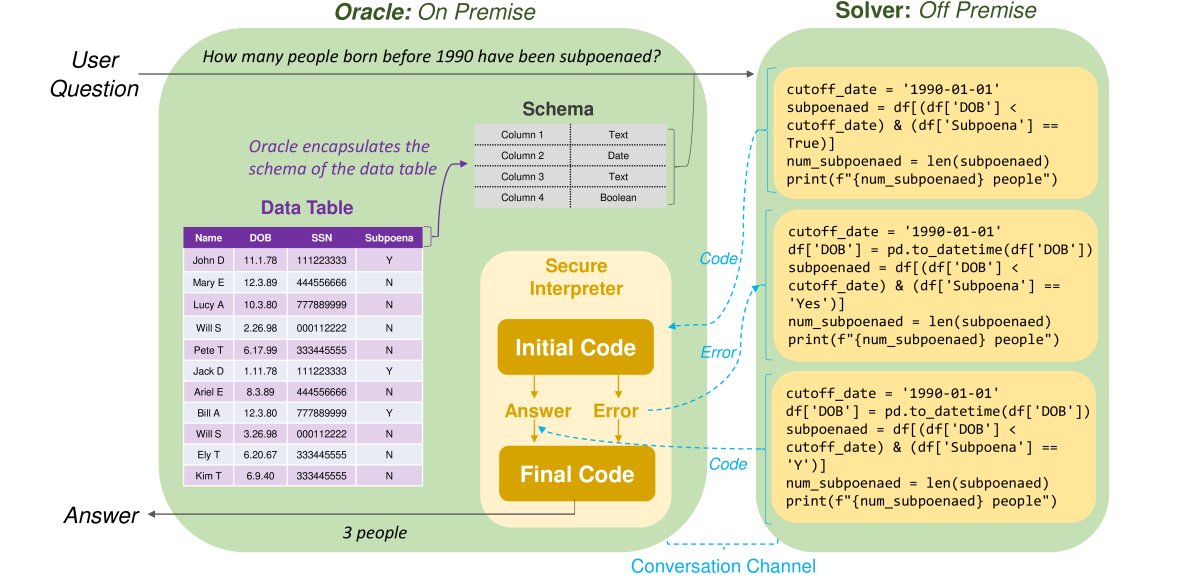 Oracle: On Premise
Solver: Off Premise
User
Question
How many people born before 1990 have been subpoenaed?
Schema
Column 1 Text
Column 2 Date
Column 3 Text
Column 4 Boolean
Oracle encapsulates the
schema of the data table
Data Table
Name DOB SSN Subpoena
John D 11.1.78 111223333 Y
Mary E 12.3.89 444556666 N
Lucy A 10.3.80 777889999 N
Will S 2.26.98 000112222 N
Pete T 6.17.99 333445555 N
Jack D 1.11.78 111223333 Y
Ariel E 8.3.89 444556666 N
Bill A 12.3.80 777889999 Y
Will S 3.26.98 000112222 N
Ely T 6.20.67 333445555 N
Kim T 6.9.40 333445555 N
Secure
Interpreter
Initial Code
Answer Error
Final Code
Code
Error
Code
cutoff_date = '1990-01-01'
subpoenaed = df[(df['DOB'] <
cutoff_date) & (df['Subpoena'] ==
True)]
num_subpoenaed = len(subpoenaed)
print(f"{num_subpoenaed} people")
cutoff_date = '1990-01-01'
df['DOB'] = pd.to_datetime(df['DOB'])
subpoenaed = df[(df['DOB'] <
cutoff_date) & (df['Subpoena'] ==
'Yes')]
num_subpoenaed = len(subpoenaed)
print(f"{num_subpoenaed} people")
cutoff_date = '1990-01-01'
df['DOB'] = pd.to_datetime(df['DOB'])
subpoenaed = df[(df['DOB'] <
cutoff_date) & (df['Subpoena'] ==
'Y')]
num_subpoenaed = len(subpoenaed)
print(f"{num_subpoenaed} people")
Answer
3 people
Conversation Channel